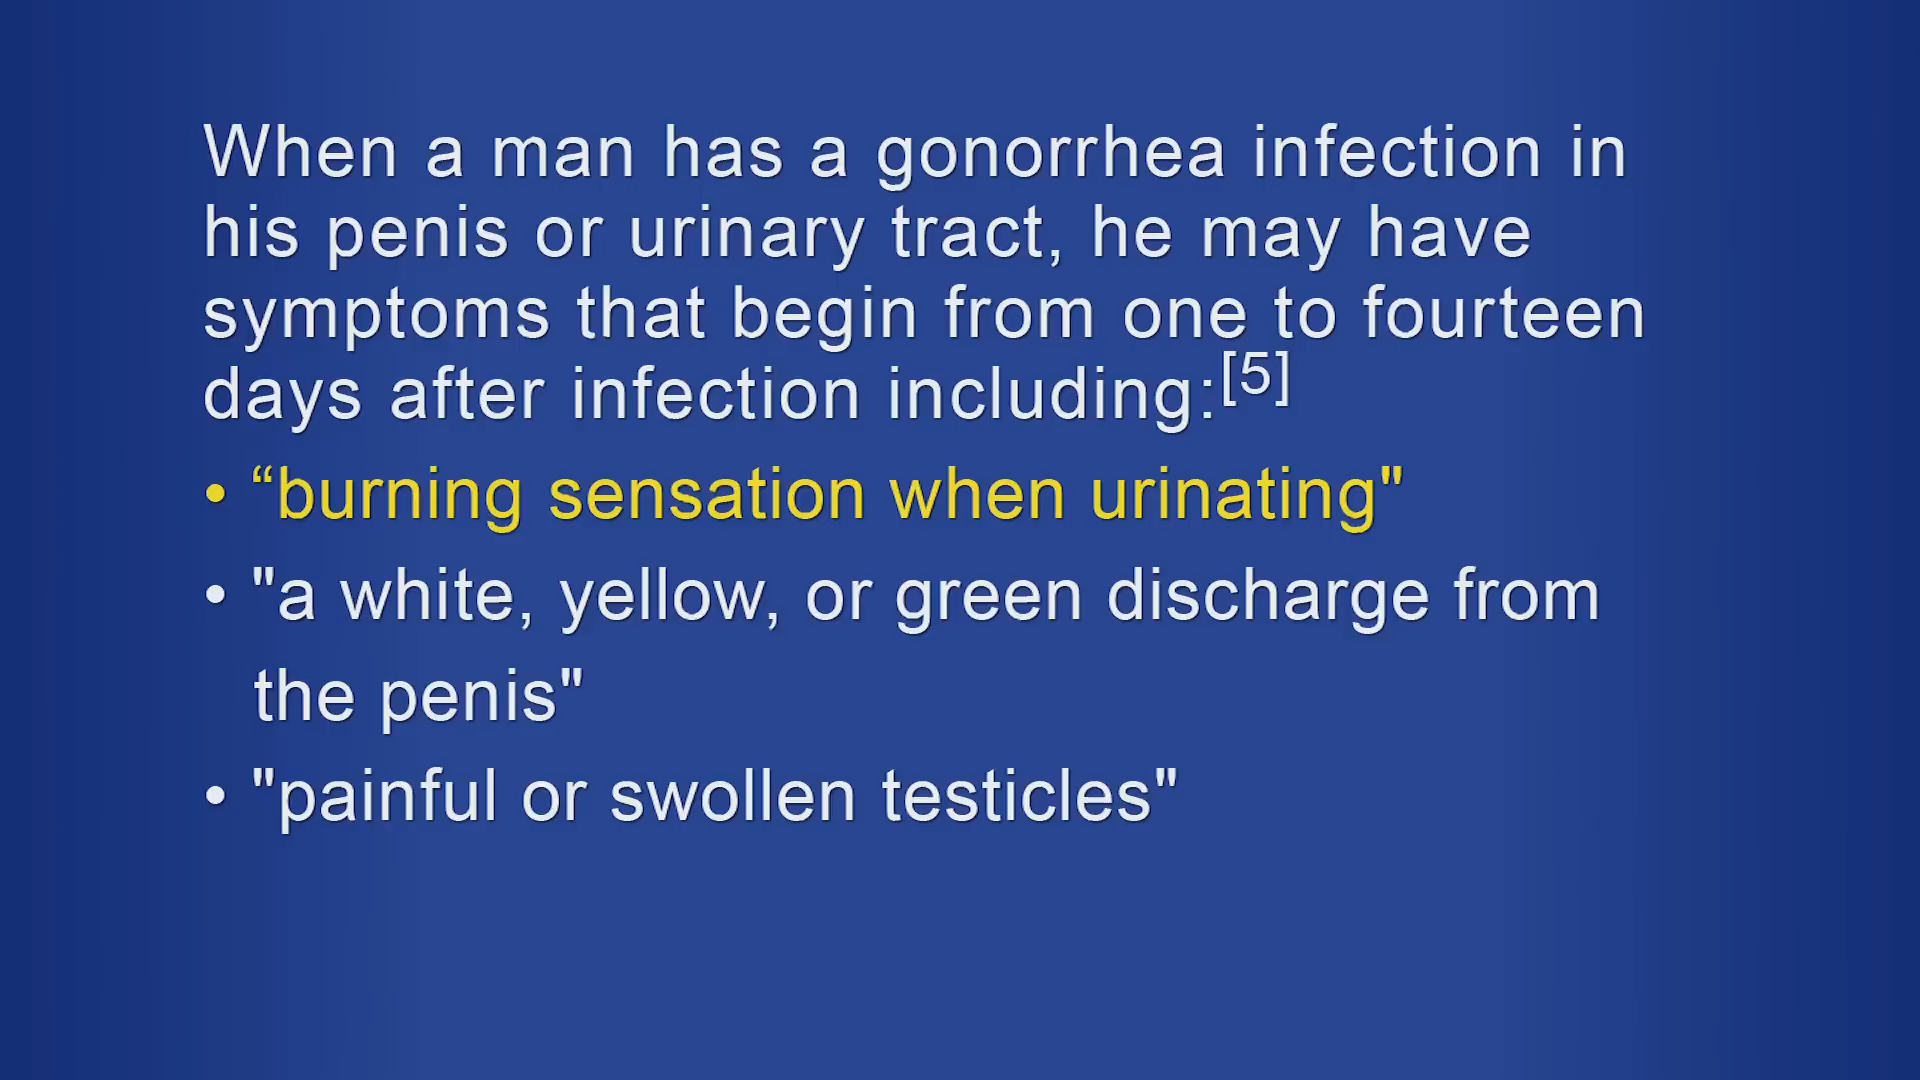 When a man has a gonorrhea infection in
his penis or urinary tract, he may have
symptoms that begin from one to fourteen
days after infection including:[5]
• “burning sensation when urinating"
• "a white, yellow, or green discharge from
the penis"
• "painful or swollen testicles"